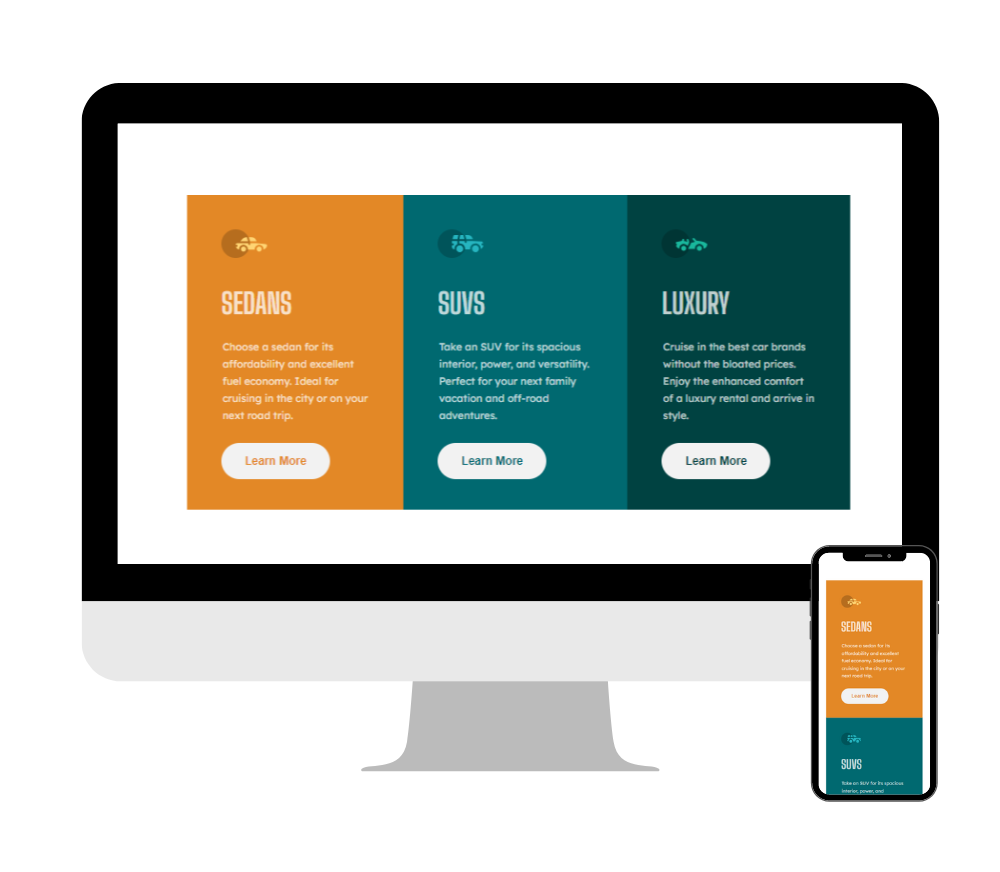 SEDANS
Choose a sedan for its
affordability and excellent
fuel economy. Ideal for
cruising in the city or on your
next road trip.
Learn More
SUVS
Take an SUV for its spacious
interior, power, and versatility.
Perfect for your next family
vacation and off-road
adventures.
Learn More
LUXURY
Cruise in the best car brands
without the bloated prices.
Enjoy the enhanced comfort
of a luxury rental and arrive in
style.
Learn More
SEDANS
Choose a sedan for its
affordability and excellent
fuel economy. Ideal for
cruising in the city or on your
next road trip.
Learn More
SUVS
Take an SUV for its spacious
interior, power, and